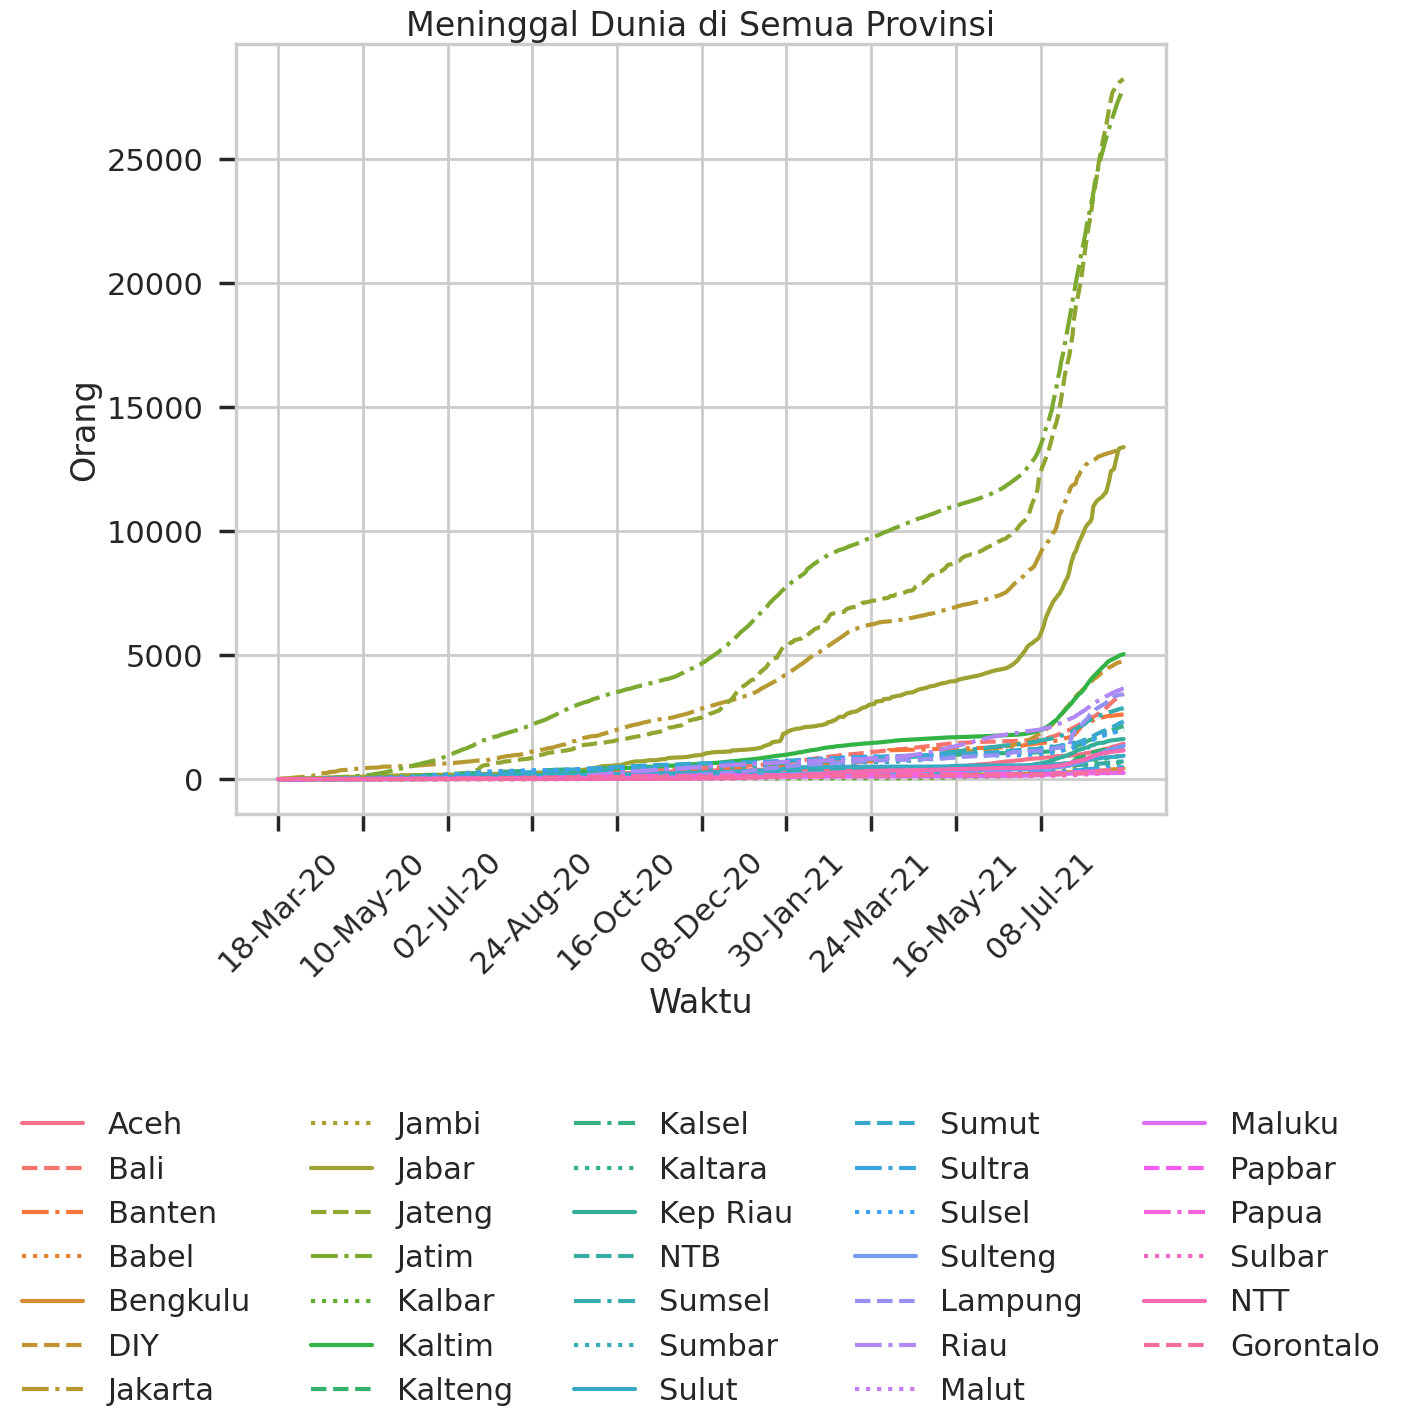 Meninggal Dunia di Semua Provinsi
25000
20000
15000
10000
5000
0
Orang
18-Mar-20
10-May-20
02-Jul-20
24-Aug-20
16-Oct-20
08-Dec-20
30-Jan-21
24-Mar-21
16-May-21
08-Jul-21
Waktu
Aceh
Bali
Banten
Babel
Bengkulu
DIY
Jakarta
Jambi
Jabar
Jateng
Jatim
Kalbar
Kaltim
Kalteng
Kalsel
Kaltara
Kep Riau
NTB
Sumsel
Sumbar
Sulut
Sumut
Sultra
Sulsel
Sulteng
Lampung
Riau
Malut
Maluku
Papbar
Papua
Sulbar
NTT
Gorontalo